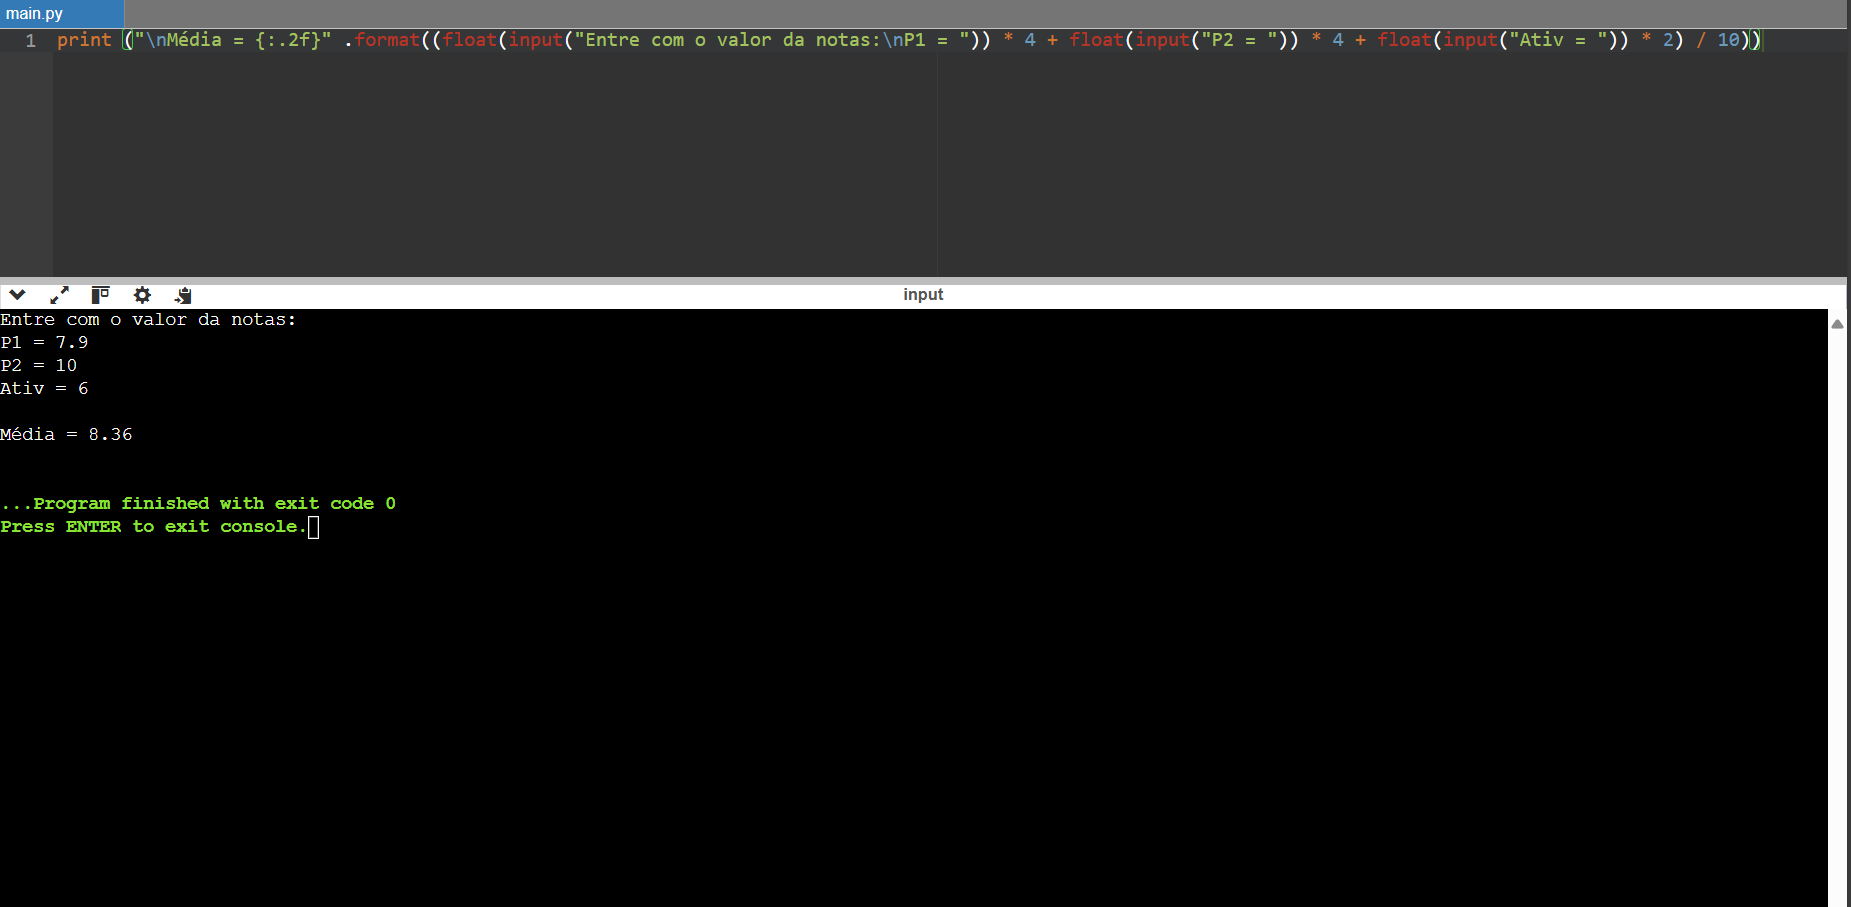 main.py
1 print ("\nMédia = {:.2f}" .format((float(input("Entre com o valor da notas:\nP1 = ")) * 4 + float(input("P2 = ")) * 4 + float(input("Ativ = ")) * 2) / 10))
input
Entre com o valor da notas:
P1 = 7.9
P2 = 10
Ativ = 6
Média = 8.36
...Program finished with exit code 0
Press ENTER to exit console.